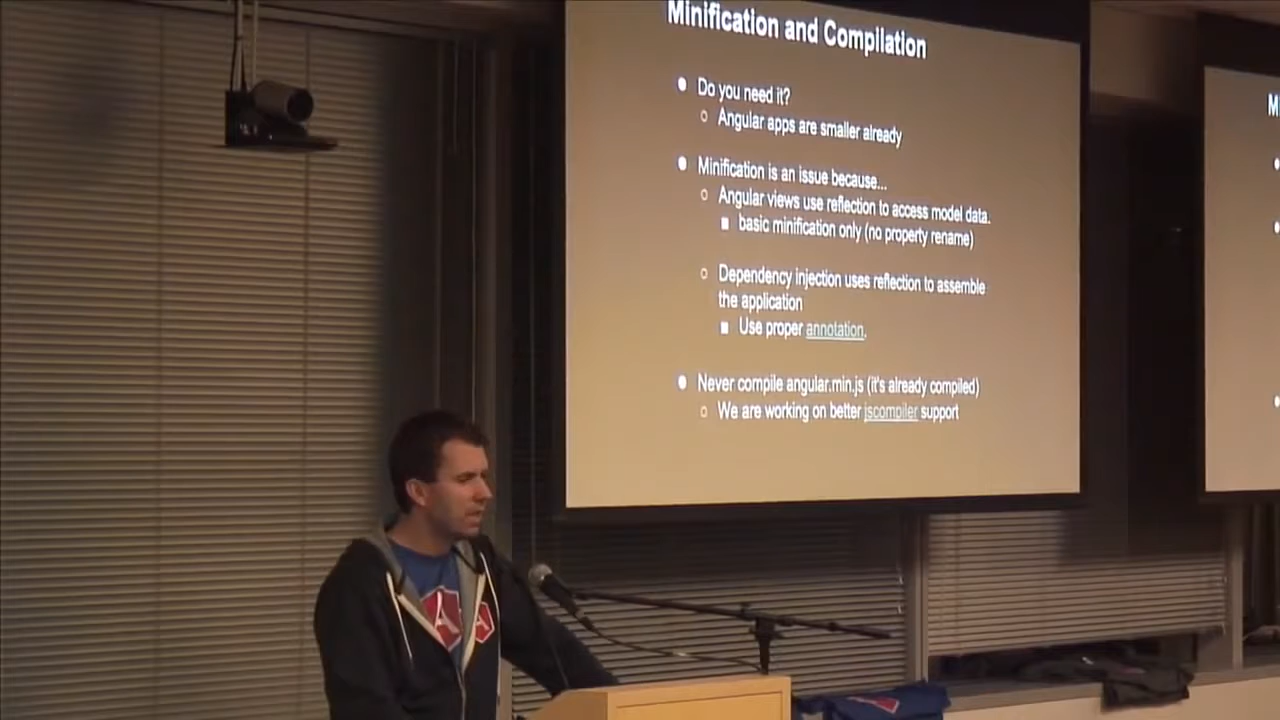 Minification and Compilation
Do you need it?
Angular apps are smaller already
Minification is an issue because...
Angular views use reflection to access model data.
basic minification only (no property rename)
Dependency injection uses reflection to assemble
the application
Use proper annotation.
Never compile angular.min.js (it's already compiled)
We are working on better jscompiler support
M
A
A